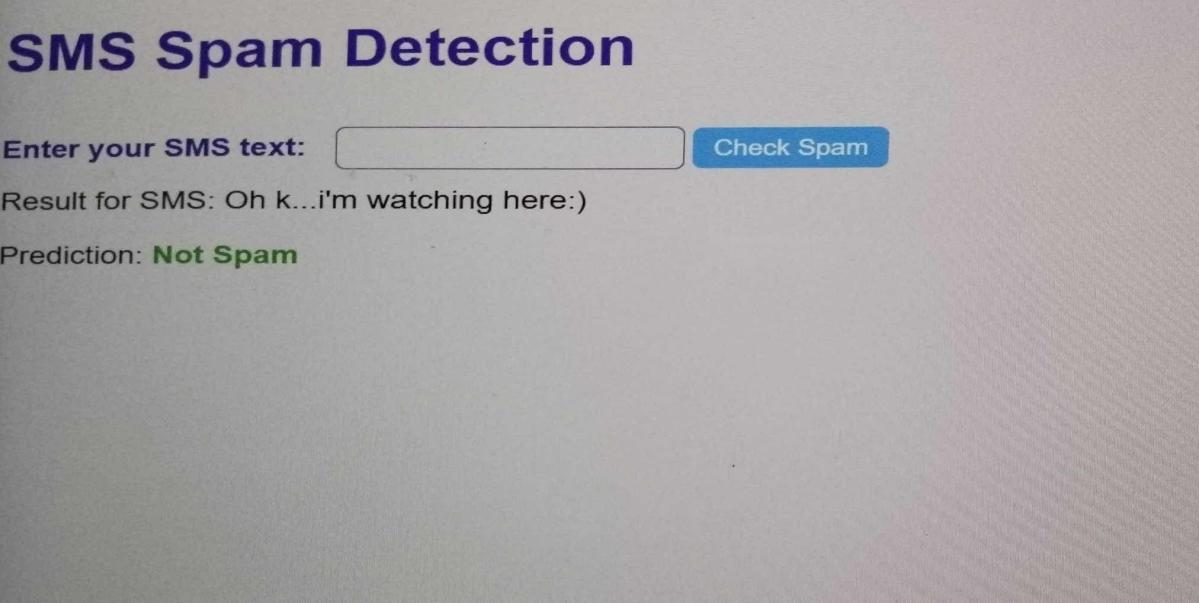 SMS Spam Detection
Enter your SMS text: Check Spam
Result for SMS: Oh k...i'm watching here:)
Prediction: Not Spam